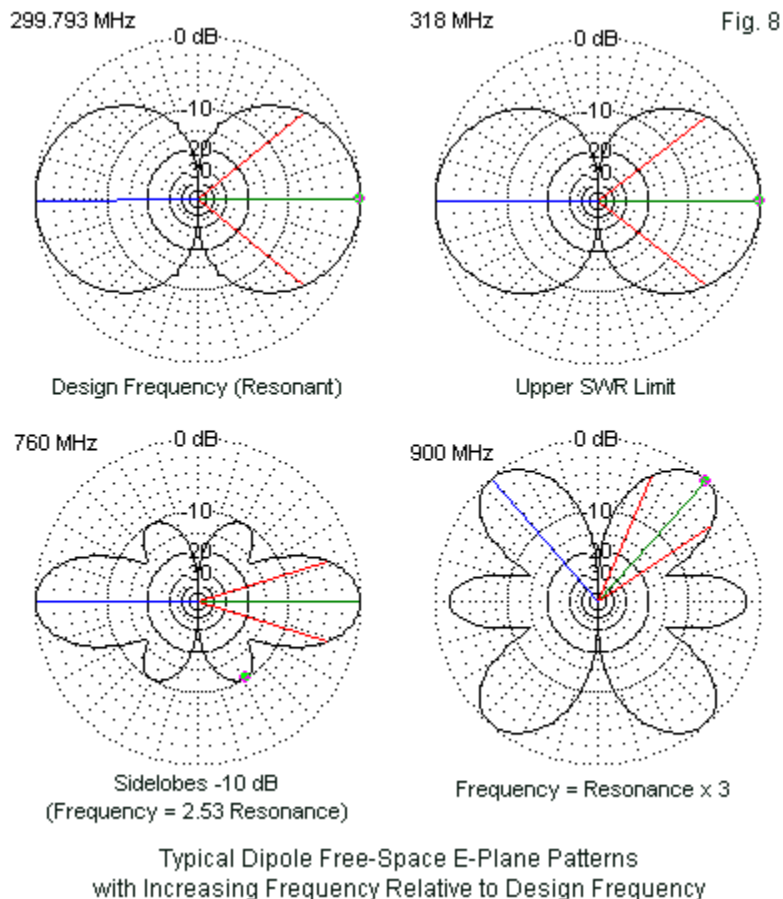 299.793 MHz
0 dB
-10
20
30
Design Frequency (Resonant)
318 MHz
Fig. 8
0 dB
-10
20
30
Upper SWR Limit
760 MHz
0 dB
-10
20
30
Sidelobes -10 dB
(Frequency = 2.53 Resonance)
900 MHz
0 dB
-10
20
30
Frequency = Resonance x 3
Typical Dipole Free-Space E-Plane Patterns
with Increasing Frequency Relative to Design Frequency